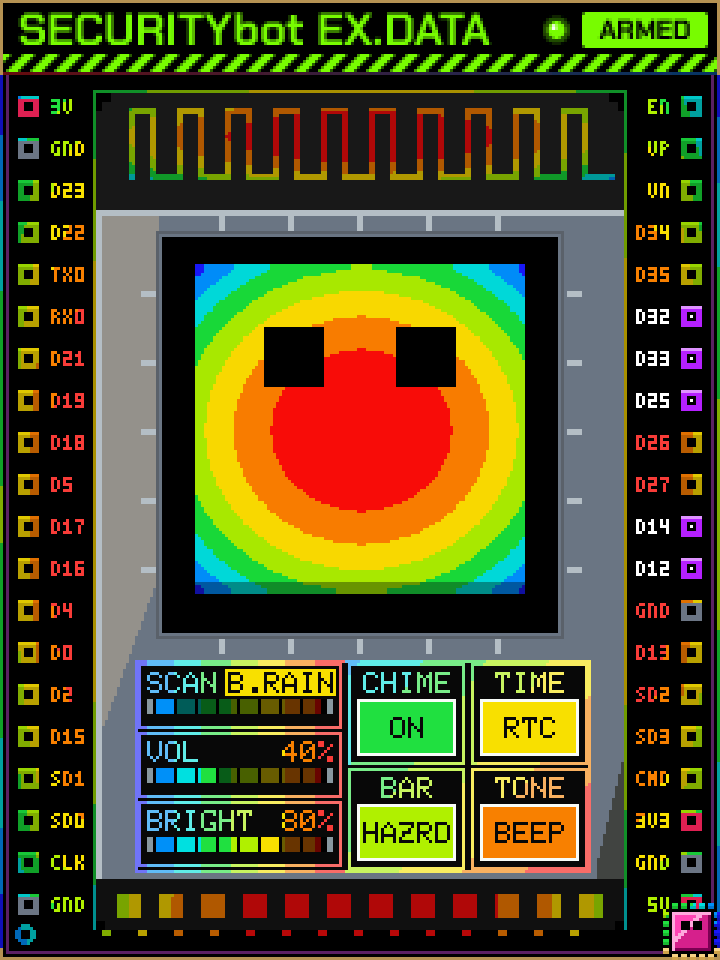 SECURITYbot EX.DATA ARMED
3V EN
GND VP
D23 VN
D22 D34
TX0 D35
RX0 D32
D21 D33
D19 D25
D18 D26
D5 D27
D17 D14
D16 D12
D4 GND
D0 D13
D2 SD2
D15 SD3
SD1 CMD
SD0 3V3
CLK GND
GND 5V
SCAN B.RAIN
VOL 40%
BRIGHT 80%
CHIME
ON
TIME
RTC
BAR
HAZRD
TONE
BEEP